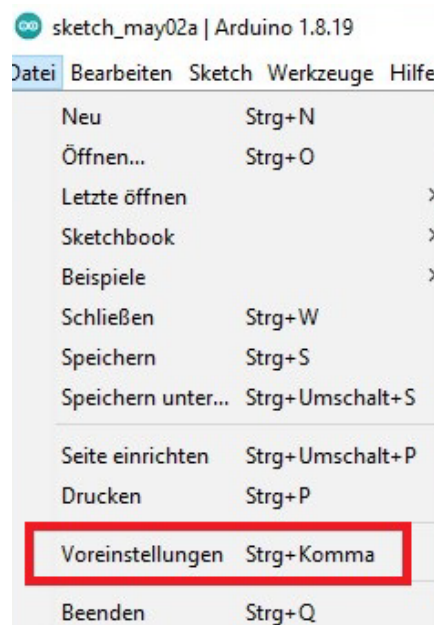 sketch_may02a | Arduino 1.8.19
Datei Bearbeiten Sketch Werkzeuge Hilfe
Neu Strg+N
Öffnen... Strg+O
Letzte öffnen
Sketchbook
Beispiele
Schließen Strg+W
Speichern Strg+S
Speichern unter... Strg+Umschalt+S
Seite einrichten Strg+Umschalt+P
Drucken Strg+P
Voreinstellungen Strg+Komma
Beenden Strg+Q